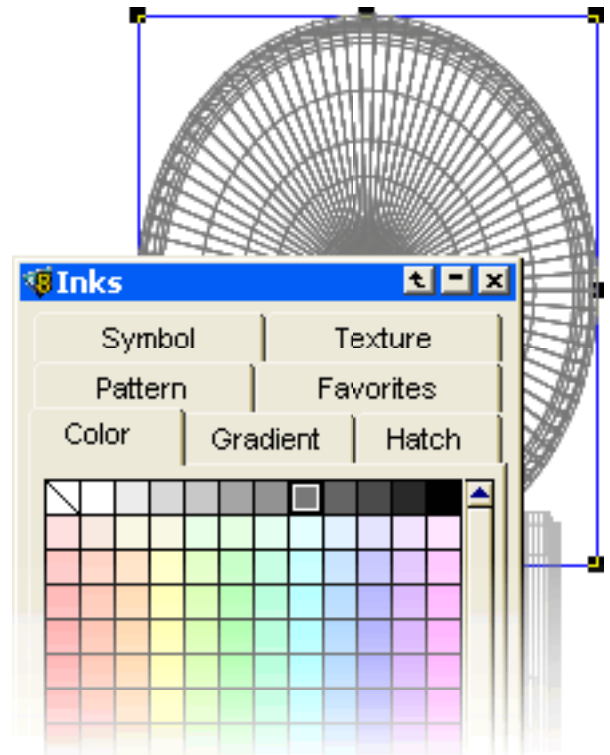 Inks
Symbol Texture
Pattern Favorites
Color Gradient Hatch